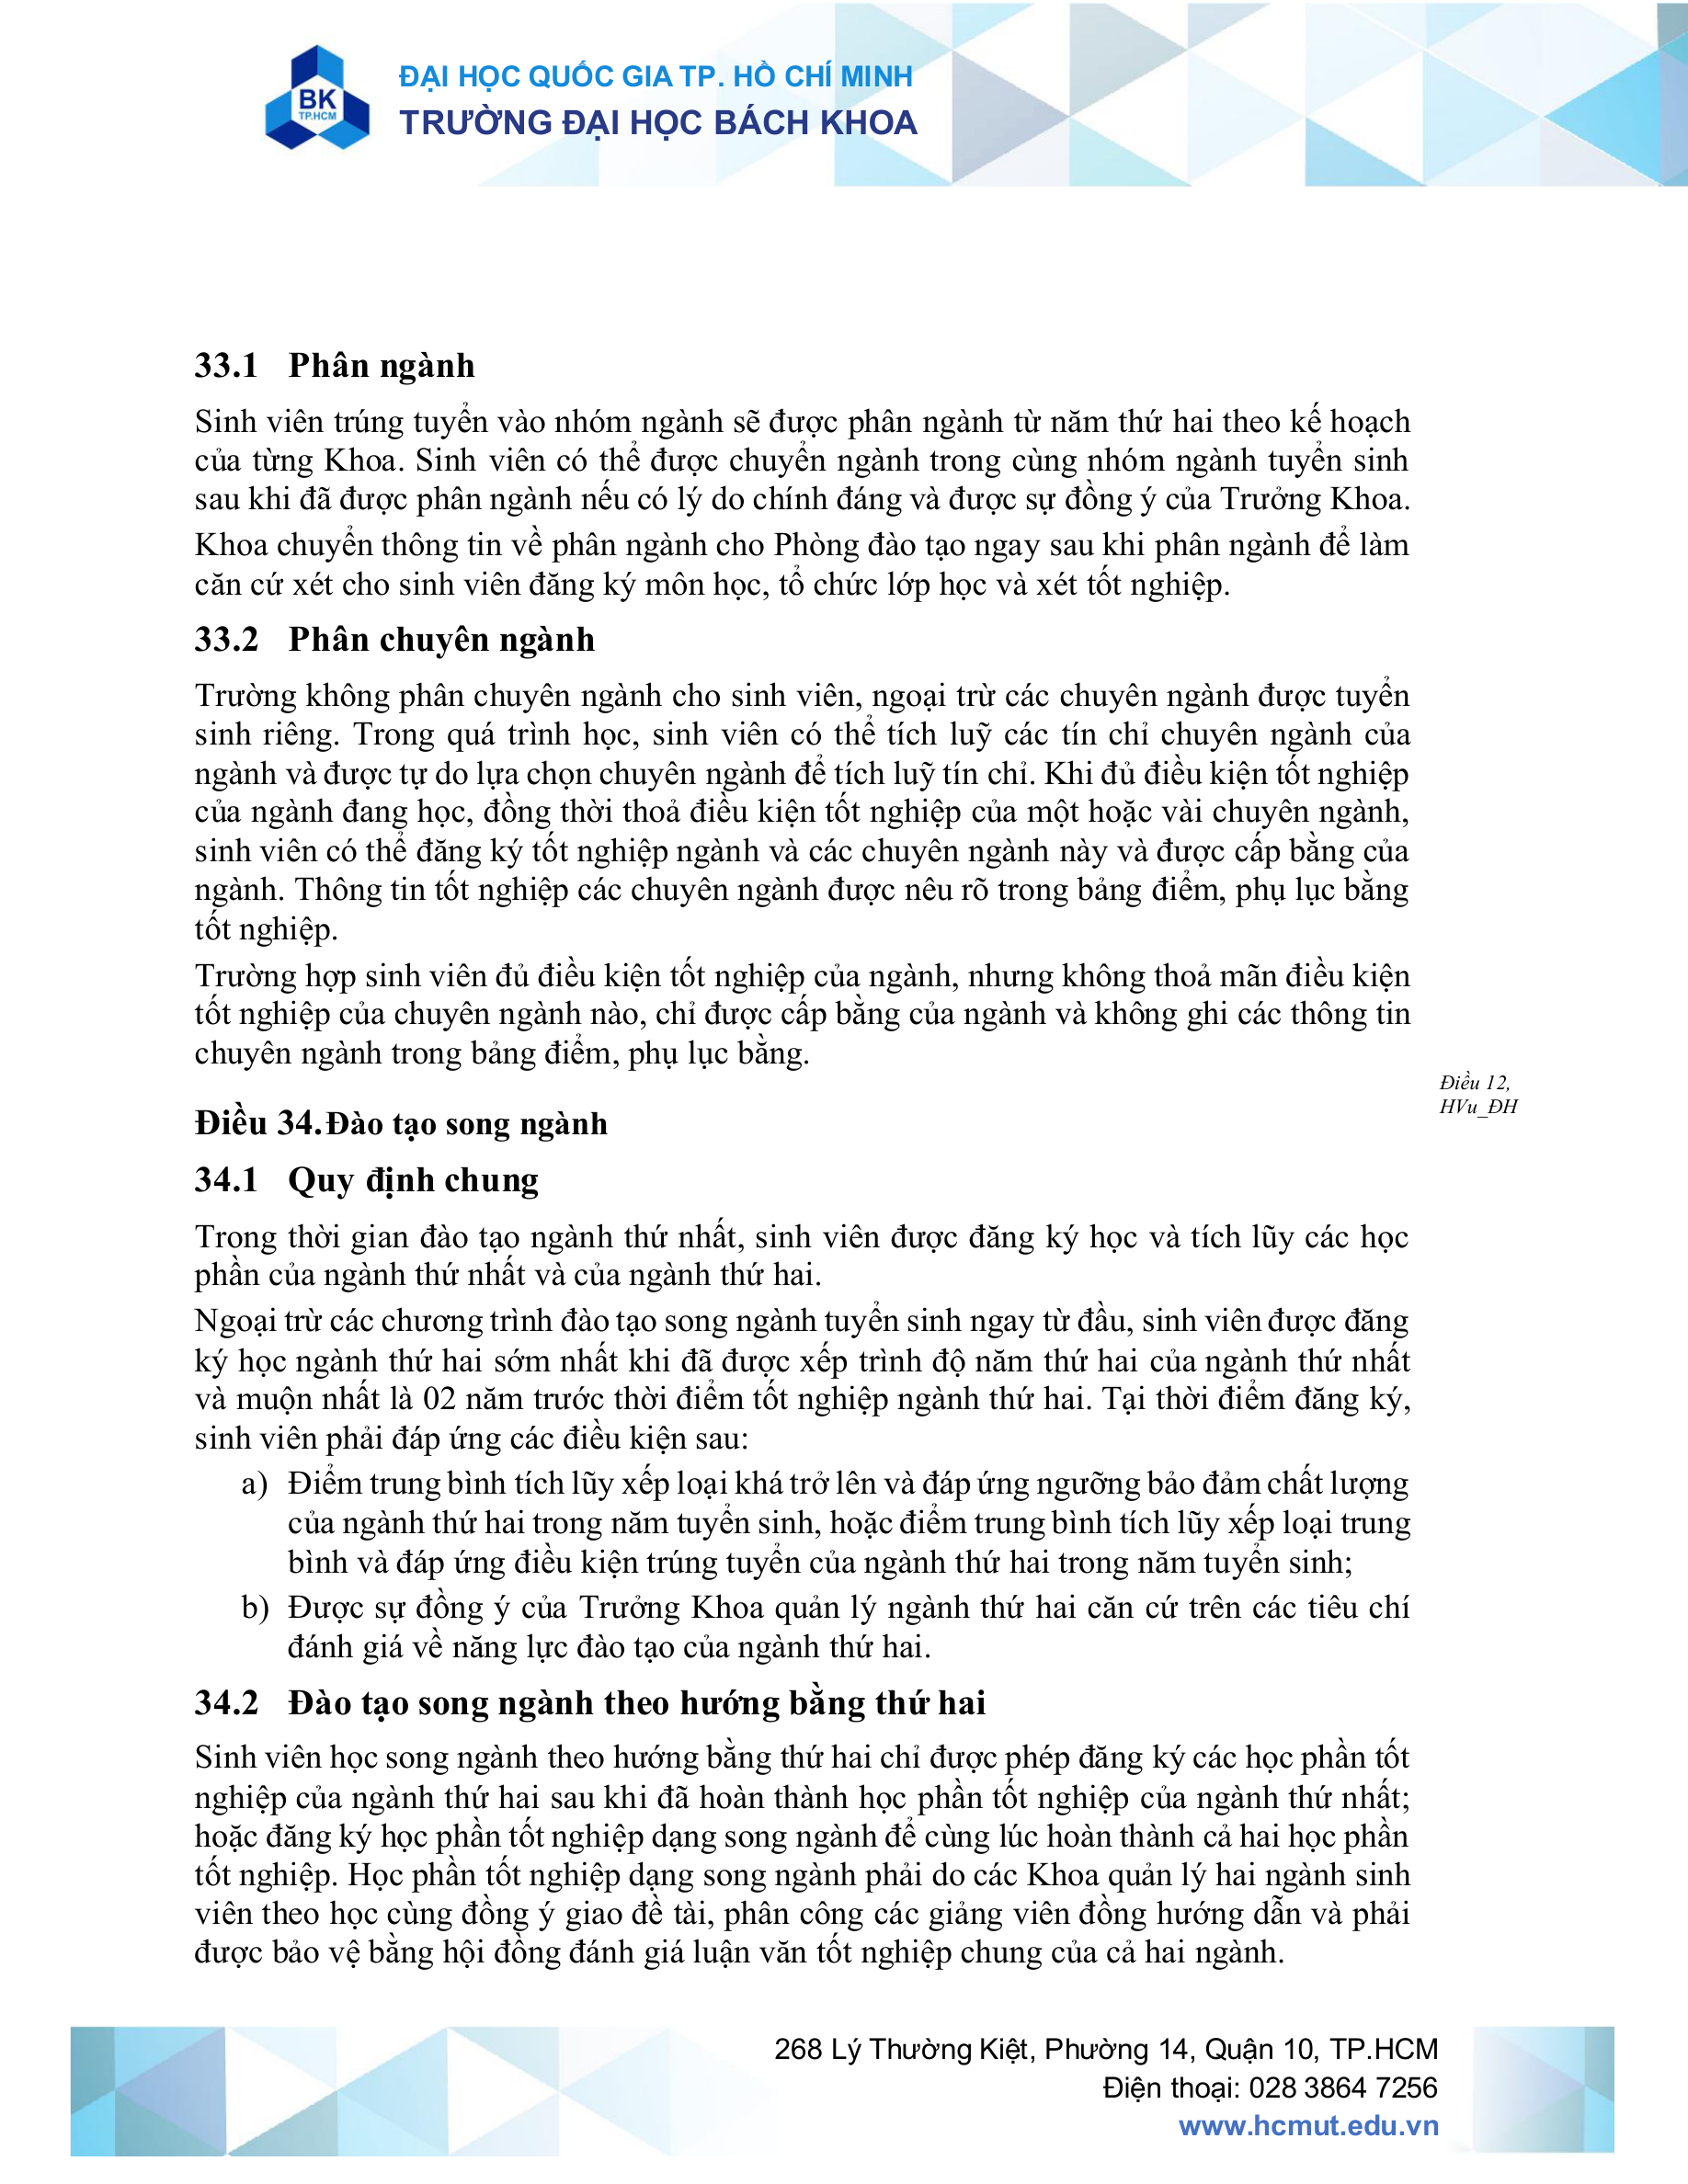 BK
TP.HCM
ĐẠI HỌC QUỐC GIA TP. HỒ CHÍ MINH
TRƯỜNG ĐẠI HỌC BÁCH KHOA
33.1 Phân ngành
Sinh viên trúng tuyển vào nhóm ngành sẽ được phân ngành từ năm thứ hai theo kế hoạch
của từng Khoa. Sinh viên có thể được chuyển ngành trong cùng nhóm ngành tuyển sinh
sau khi đã được phân ngành nếu có lý do chính đáng và được sự đồng ý của Trưởng Khoa.
Khoa chuyển thông tin về phân ngành cho Phòng đào tạo ngay sau khi phân ngành để làm
căn cứ xét cho sinh viên đăng ký môn học, tổ chức lớp học và xét tốt nghiệp.
33.2 Phân chuyên ngành
Trường không phân chuyên ngành cho sinh viên, ngoại trừ các chuyên ngành được tuyển
sinh riêng. Trong quá trình học, sinh viên có thể tích luỹ các tín chỉ chuyên ngành của
ngành và được tự do lựa chọn chuyên ngành để tích luỹ tín chỉ. Khi đủ điều kiện tốt nghiệp
của ngành đang học, đồng thời thoả điều kiện tốt nghiệp của một hoặc vài chuyên ngành,
sinh viên có thể đăng ký tốt nghiệp ngành và các chuyên ngành này và được cấp bằng của
ngành. Thông tin tốt nghiệp các chuyên ngành được nêu rõ trong bảng điểm, phụ lục bằng
tốt nghiệp.
Trường hợp sinh viên đủ điều kiện tốt nghiệp của ngành, nhưng không thoả mãn điều kiện
tốt nghiệp của chuyên ngành nào, chỉ được cấp bằng của ngành và không ghi các thông tin
chuyên ngành trong bảng điểm, phụ lục bằng.
Điều 12,
HVu_ĐH
Điều 34. Đào tạo song ngành
34.1 Quy định chung
Trong thời gian đào tạo ngành thứ nhất, sinh viên được đăng ký học và tích lũy các học
phần của ngành thứ nhất và của ngành thứ hai.
Ngoại trừ các chương trình đào tạo song ngành tuyển sinh ngay từ đầu, sinh viên được đăng
ký học ngành thứ hai sớm nhất khi đã được xếp trình độ năm thứ hai của ngành thứ nhất
và muộn nhất là 02 năm trước thời điểm tốt nghiệp ngành thứ hai. Tại thời điểm đăng ký,
sinh viên phải đáp ứng các điều kiện sau:
a) Điểm trung bình tích lũy xếp loại khá trở lên và đáp ứng ngưỡng bảo đảm chất lượng
của ngành thứ hai trong năm tuyển sinh, hoặc điểm trung bình tích lũy xếp loại trung
bình và đáp ứng điều kiện trúng tuyển của ngành thứ hai trong năm tuyển sinh;
b) Được sự đồng ý của Trưởng Khoa quản lý ngành thứ hai căn cứ trên các tiêu chí
đánh giá về năng lực đào tạo của ngành thứ hai.
34.2 Đào tạo song ngành theo hướng bằng thứ hai
Sinh viên học song ngành theo hướng bằng thứ hai chỉ được phép đăng ký các học phần tốt
nghiệp của ngành thứ hai sau khi đã hoàn thành học phần tốt nghiệp của ngành thứ nhất;
hoặc đăng ký học phần tốt nghiệp dạng song ngành để cùng lúc hoàn thành cả hai học phần
tốt nghiệp. Học phần tốt nghiệp dạng song ngành phải do các Khoa quản lý hai ngành sinh
viên theo học cùng đồng ý giao đề tài, phân công các giảng viên đồng hướng dẫn và phải
được bảo vệ bằng hội đồng đánh giá luận văn tốt nghiệp chung của cả hai ngành.
268 Lý Thường Kiệt, Phường 14, Quận 10, TP.HCM
Điện thoại: 028 3864 7256
www.hcmut.edu.vn